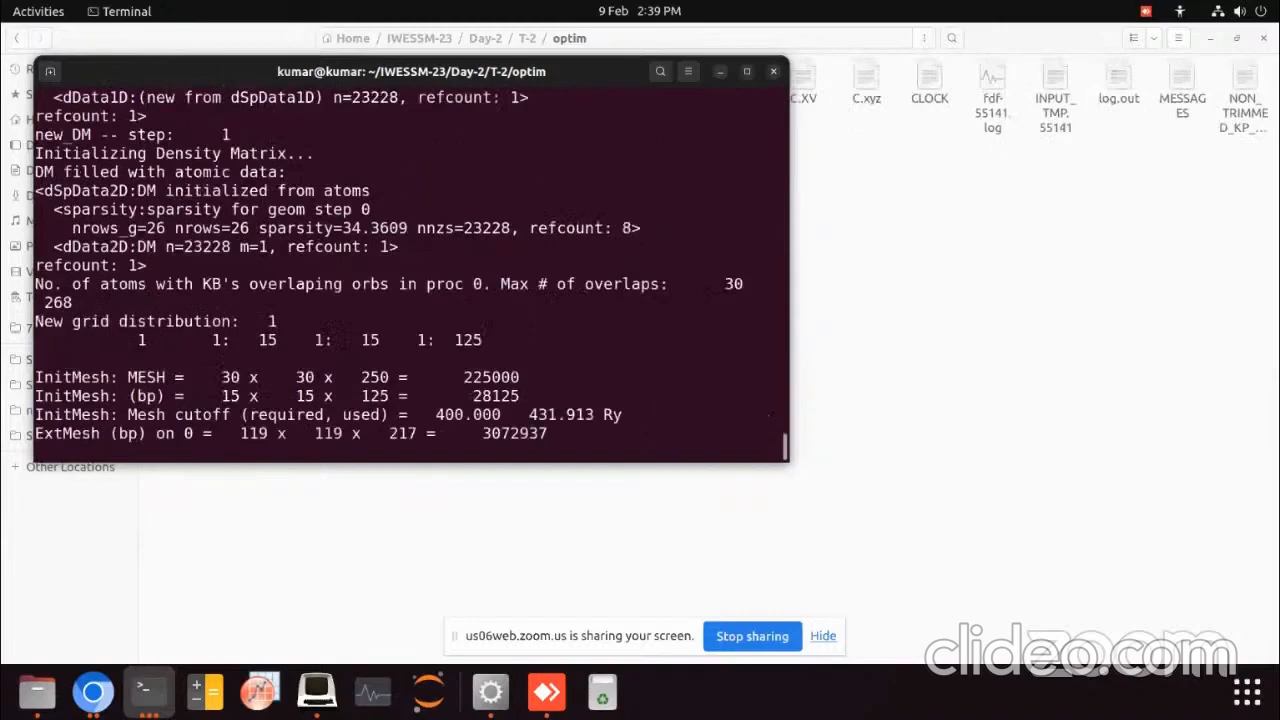 Activities
Terminal
9 Feb 2:39 PM
Home / IWESSM-23 / Day-2 / T-2 / optim
kumar@kumar: ~/IWESSM-23/Day-2/T-2/optim
<dData1D:(new from dSpData1D) n=23228, refcount: 1>
refcount: 1>
new_DM -- step:     1
Initializing Density Matrix...
DM filled with atomic data:
<dSpData2D:DM initialized from atoms
<sparsity:sparsity for geom step 0
nrows_g=26 nrows=26 sparsity=34.3609 nnzs=23228, refcount: 8>
<dData2D:DM n=23228 m=1, refcount: 1>
refcount: 1>
No. of atoms with KB's overlaping orbs in proc 0. Max # of overlaps:      30
268
New grid distribution:   1
1       1:   15    1:   15    1:  125
InitMesh: MESH =    30 x    30 x   250 =      225000
InitMesh: (bp) =    15 x    15 x   125 =       28125
InitMesh: Mesh cutoff (required, used) =   400.000   431.913 Ry
ExtMesh (bp) on 0 =   119 x   119 x   217 =     3072937
C.XV
C.xyz
CLOCK
fdf-
55141.
log
INPUT_
TMP.
55141
log.out
MESSAGES
NON_
TRIMME
D_KP_...
+ Other Locations
us06web.zoom.us is sharing your screen.
Stop sharing
Hide
zoom
clideo.com